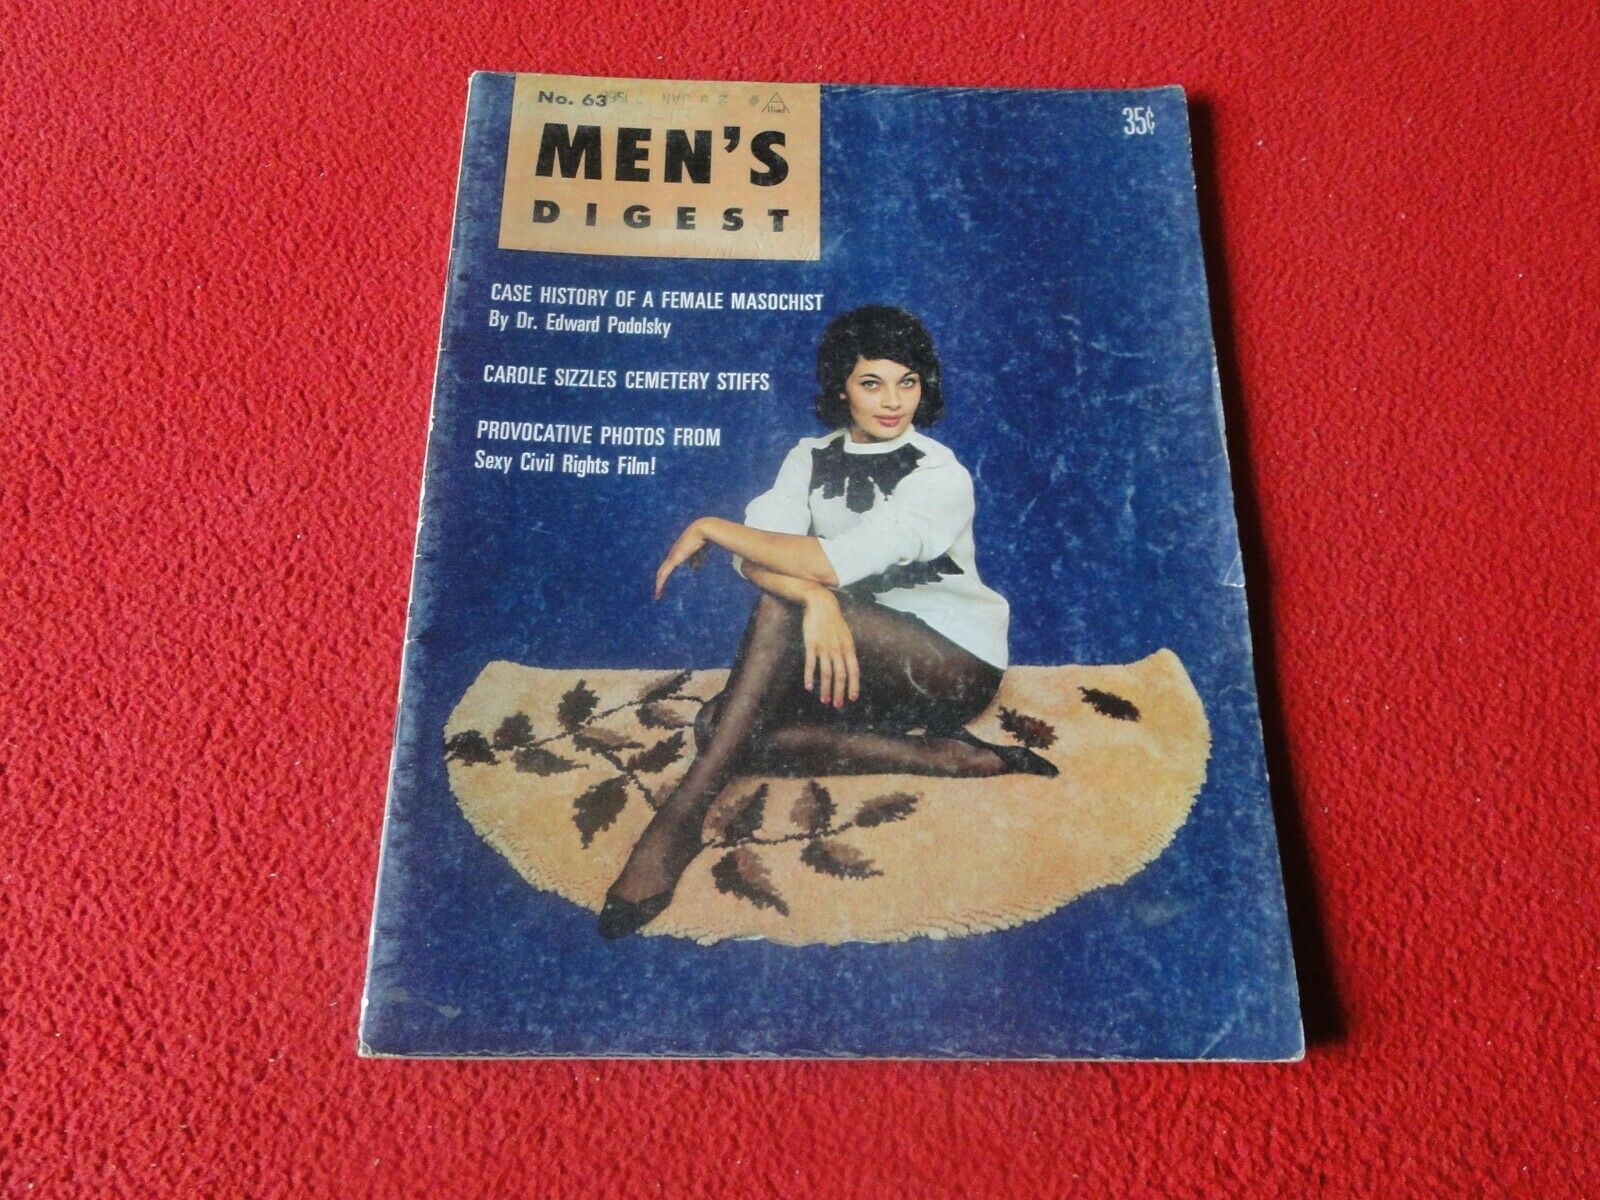 No. 63
35¢
MEN'S
DIGEST
CASE HISTORY OF A FEMALE MASOCHIST
By Dr. Edward Podolsky
CAROLE SIZZLES CEMETERY STIFFS
PROVOCATIVE PHOTOS FROM
Sexy Civil Rights Film!